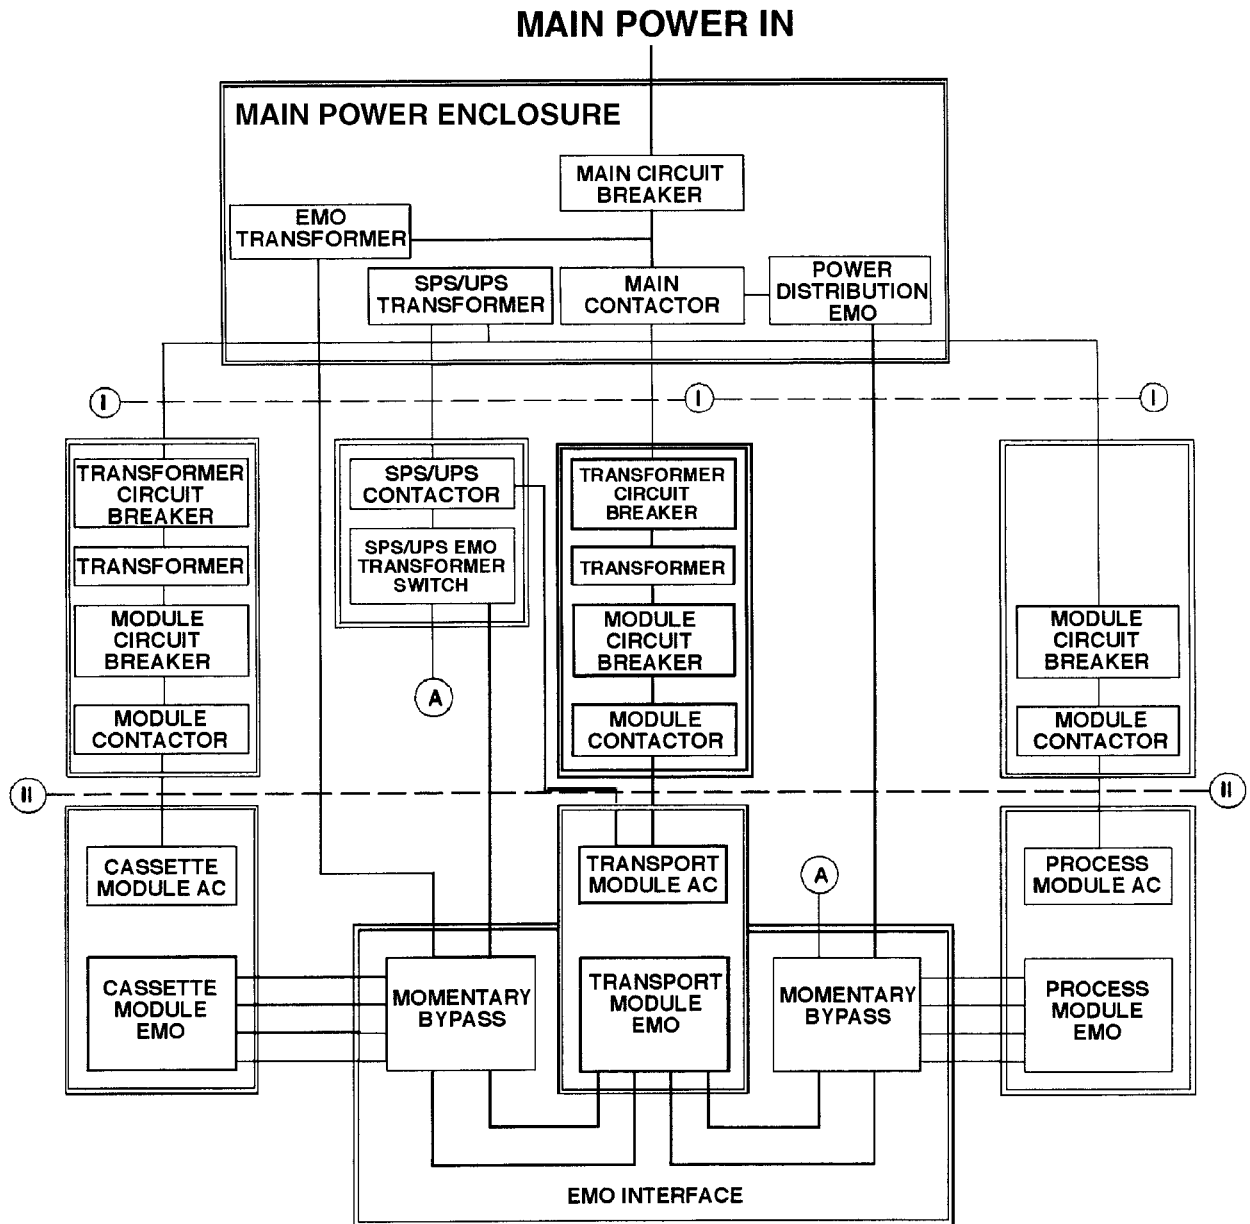 MAIN POWER IN
MAIN POWER ENCLOSURE
MAIN CIRCUIT
BREAKER
EMO
TRANSFORMER
SPS/UPS
TRANSFORMER
MAIN
CONTACTOR
POWER
DISTRIBUTION
EMO
I
I
I
TRANSFORMER
CIRCUIT
BREAKER
TRANSFORMER
MODULE
CIRCUIT
BREAKER
MODULE
CONTACTOR
SPS/UPS
CONTACTOR
SPS/UPS EMO
TRANSFORMER
SWITCH
A
TRANSFORMER
CIRCUIT
BREAKER
TRANSFORMER
MODULE
CIRCUIT
BREAKER
MODULE
CONTACTOR
MODULE
CIRCUIT
BREAKER
MODULE
CONTACTOR
II
II
CASSETTE
MODULE AC
TRANSPORT
MODULE AC
A
PROCESS
MODULE AC
CASSETTE
MODULE
EMO
MOMENTARY
BYPASS
TRANSPORT
MODULE
EMO
MOMENTARY
BYPASS
PROCESS
MODULE
EMO
EMO INTERFACE